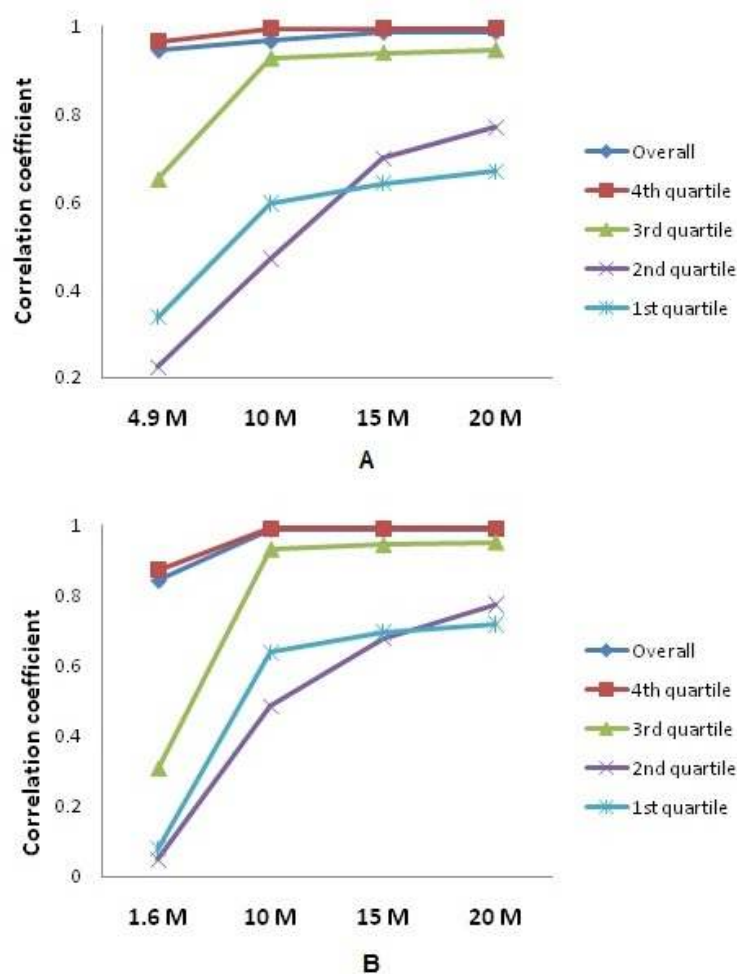 Correlation coefficient
1
0.8
0.6
0.4
0.2
4.9 M 10 M 15 M 20 M
A
Overall
4th quartile
3rd quartile
2nd quartile
1st quartile
Correlation coefficient
1
0.8
0.6
0.4
0.2
0
1.6 M 10 M 15 M 20 M
B
Overall
4th quartile
3rd quartile
2nd quartile
1st quartile